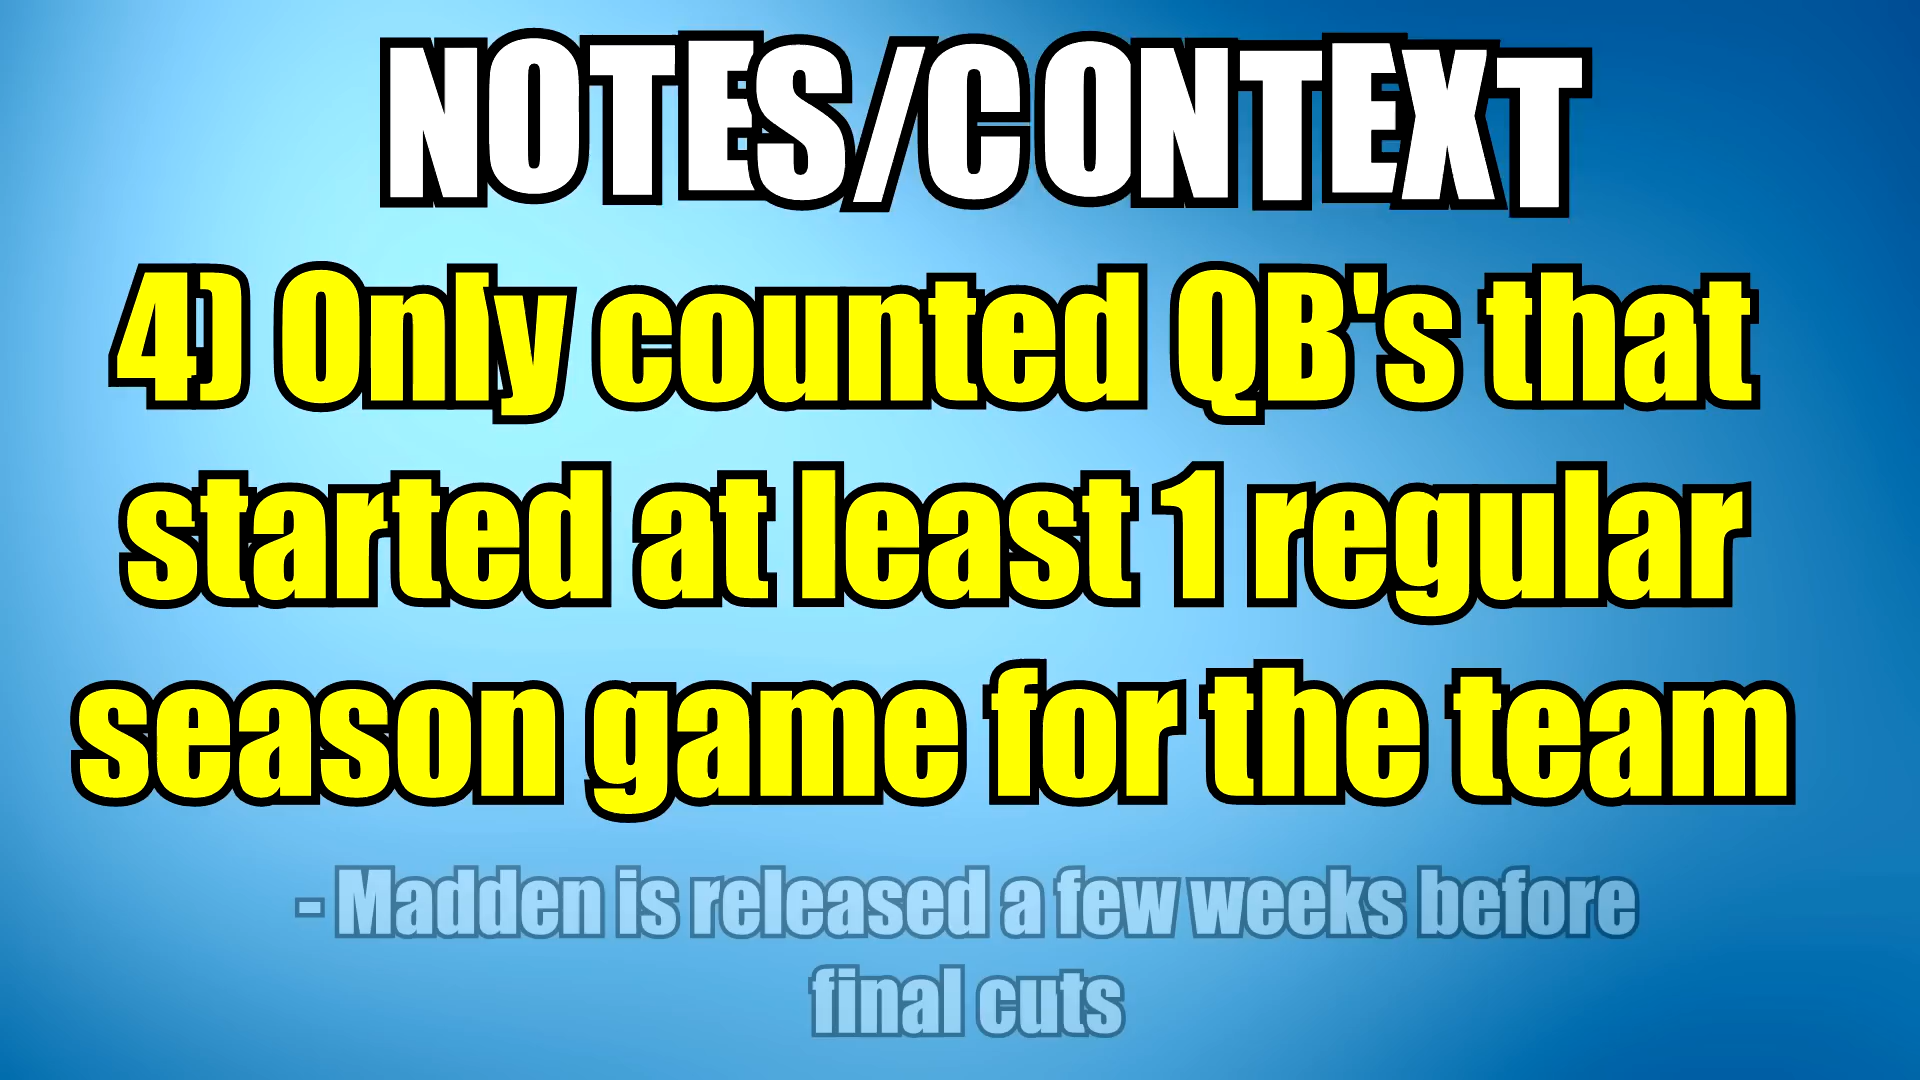 NOTES/CONTEXT
4) Only counted QB's that
started at least 1 regular
season game for the team
- Madden is released a few weeks before
final cuts